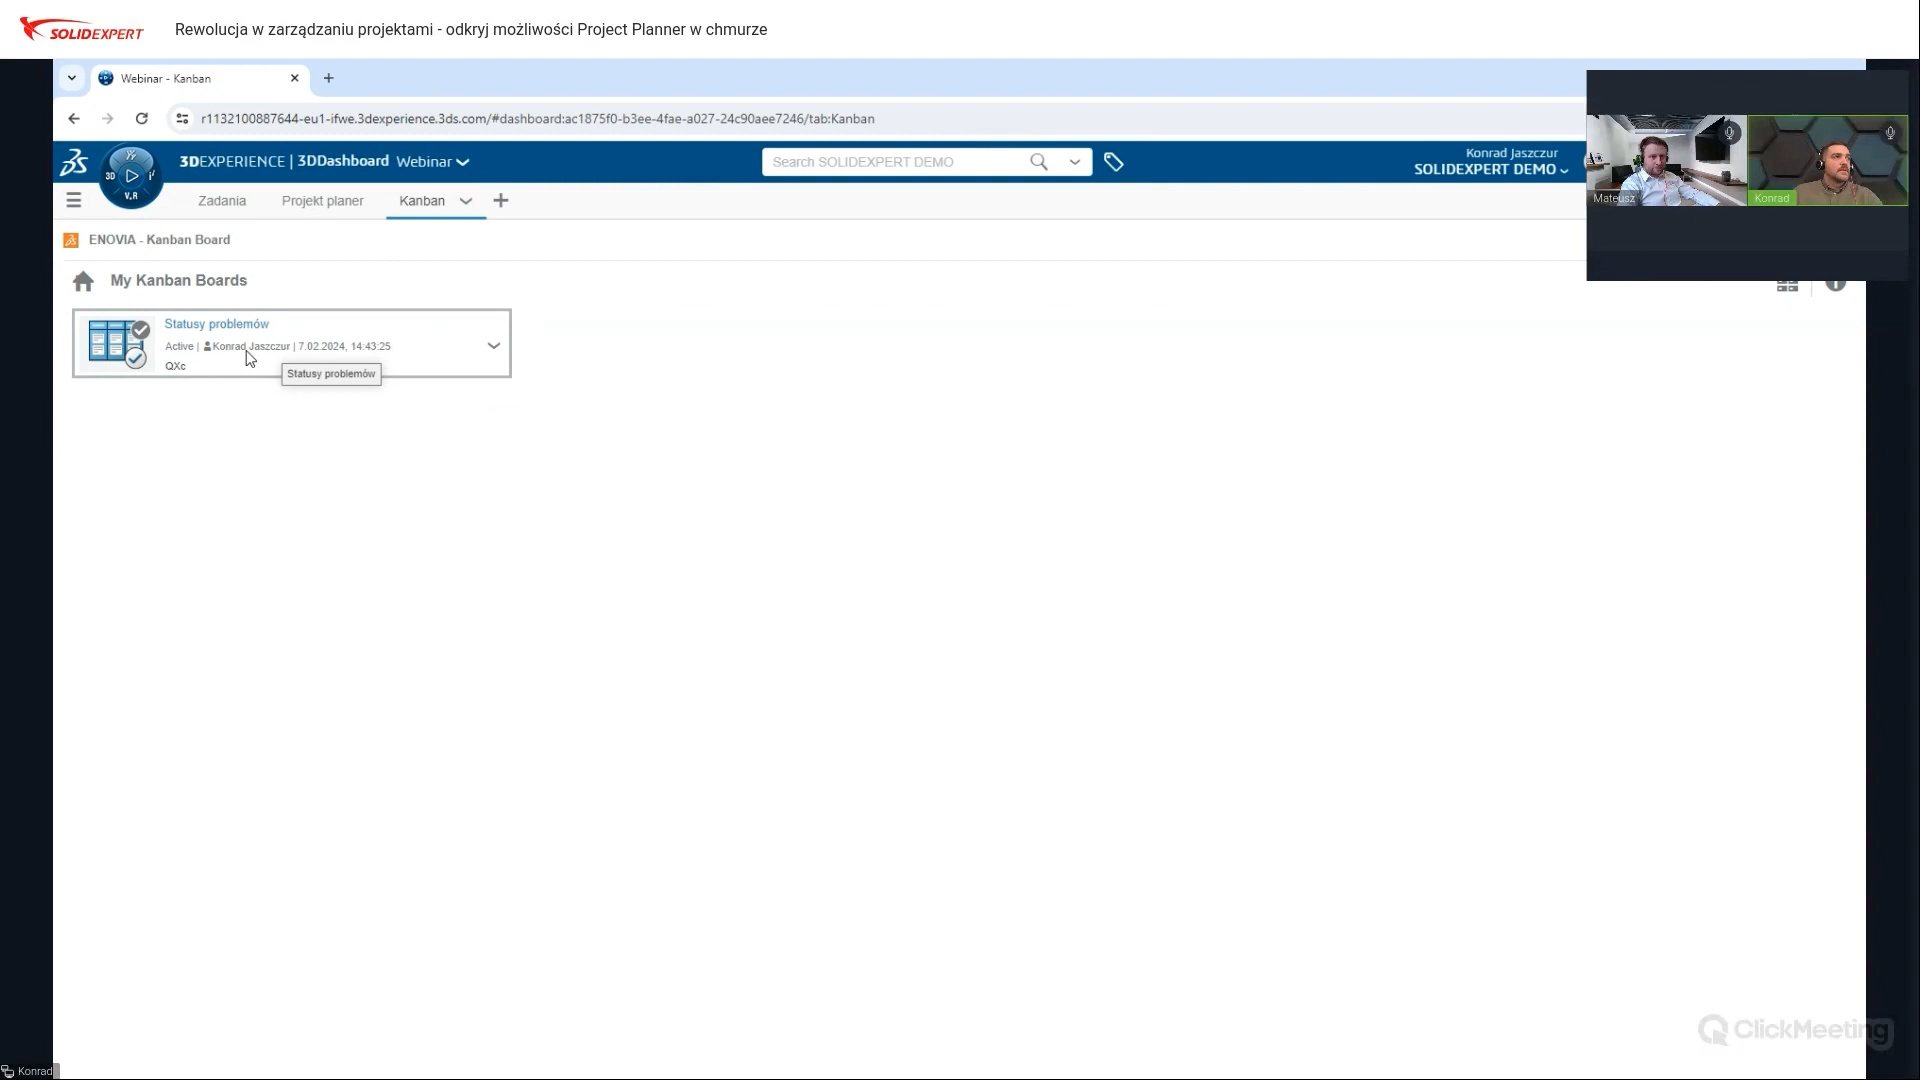 SOLIDEXPERT
Rewolucja w zarządzaniu projektami - odkryj możliwości Project Planner w chmurze
Webinar - Kanban
r1132100887644-eu1-ifwe.3dexperience.3ds.com/#dashboard:ac1875f0-b3ee-4fae-a027-24c90aee7246/tab:Kanban
3D V.R
3DEXPERIENCE | 3DDashboard Webinar
Search SOLIDEXPERT DEMO
Konrad Jaszczur
SOLIDEXPERT DEMO
Mateusz
Konrad
Zadania
Projekt planer
Kanban
ENOVIA - Kanban Board
My Kanban Boards
Statusy problemów
Active | Konrad Jaszczur | 7.02.2024, 14:43:25
QXc
Statusy problemów
ClickMeeting
Konrad